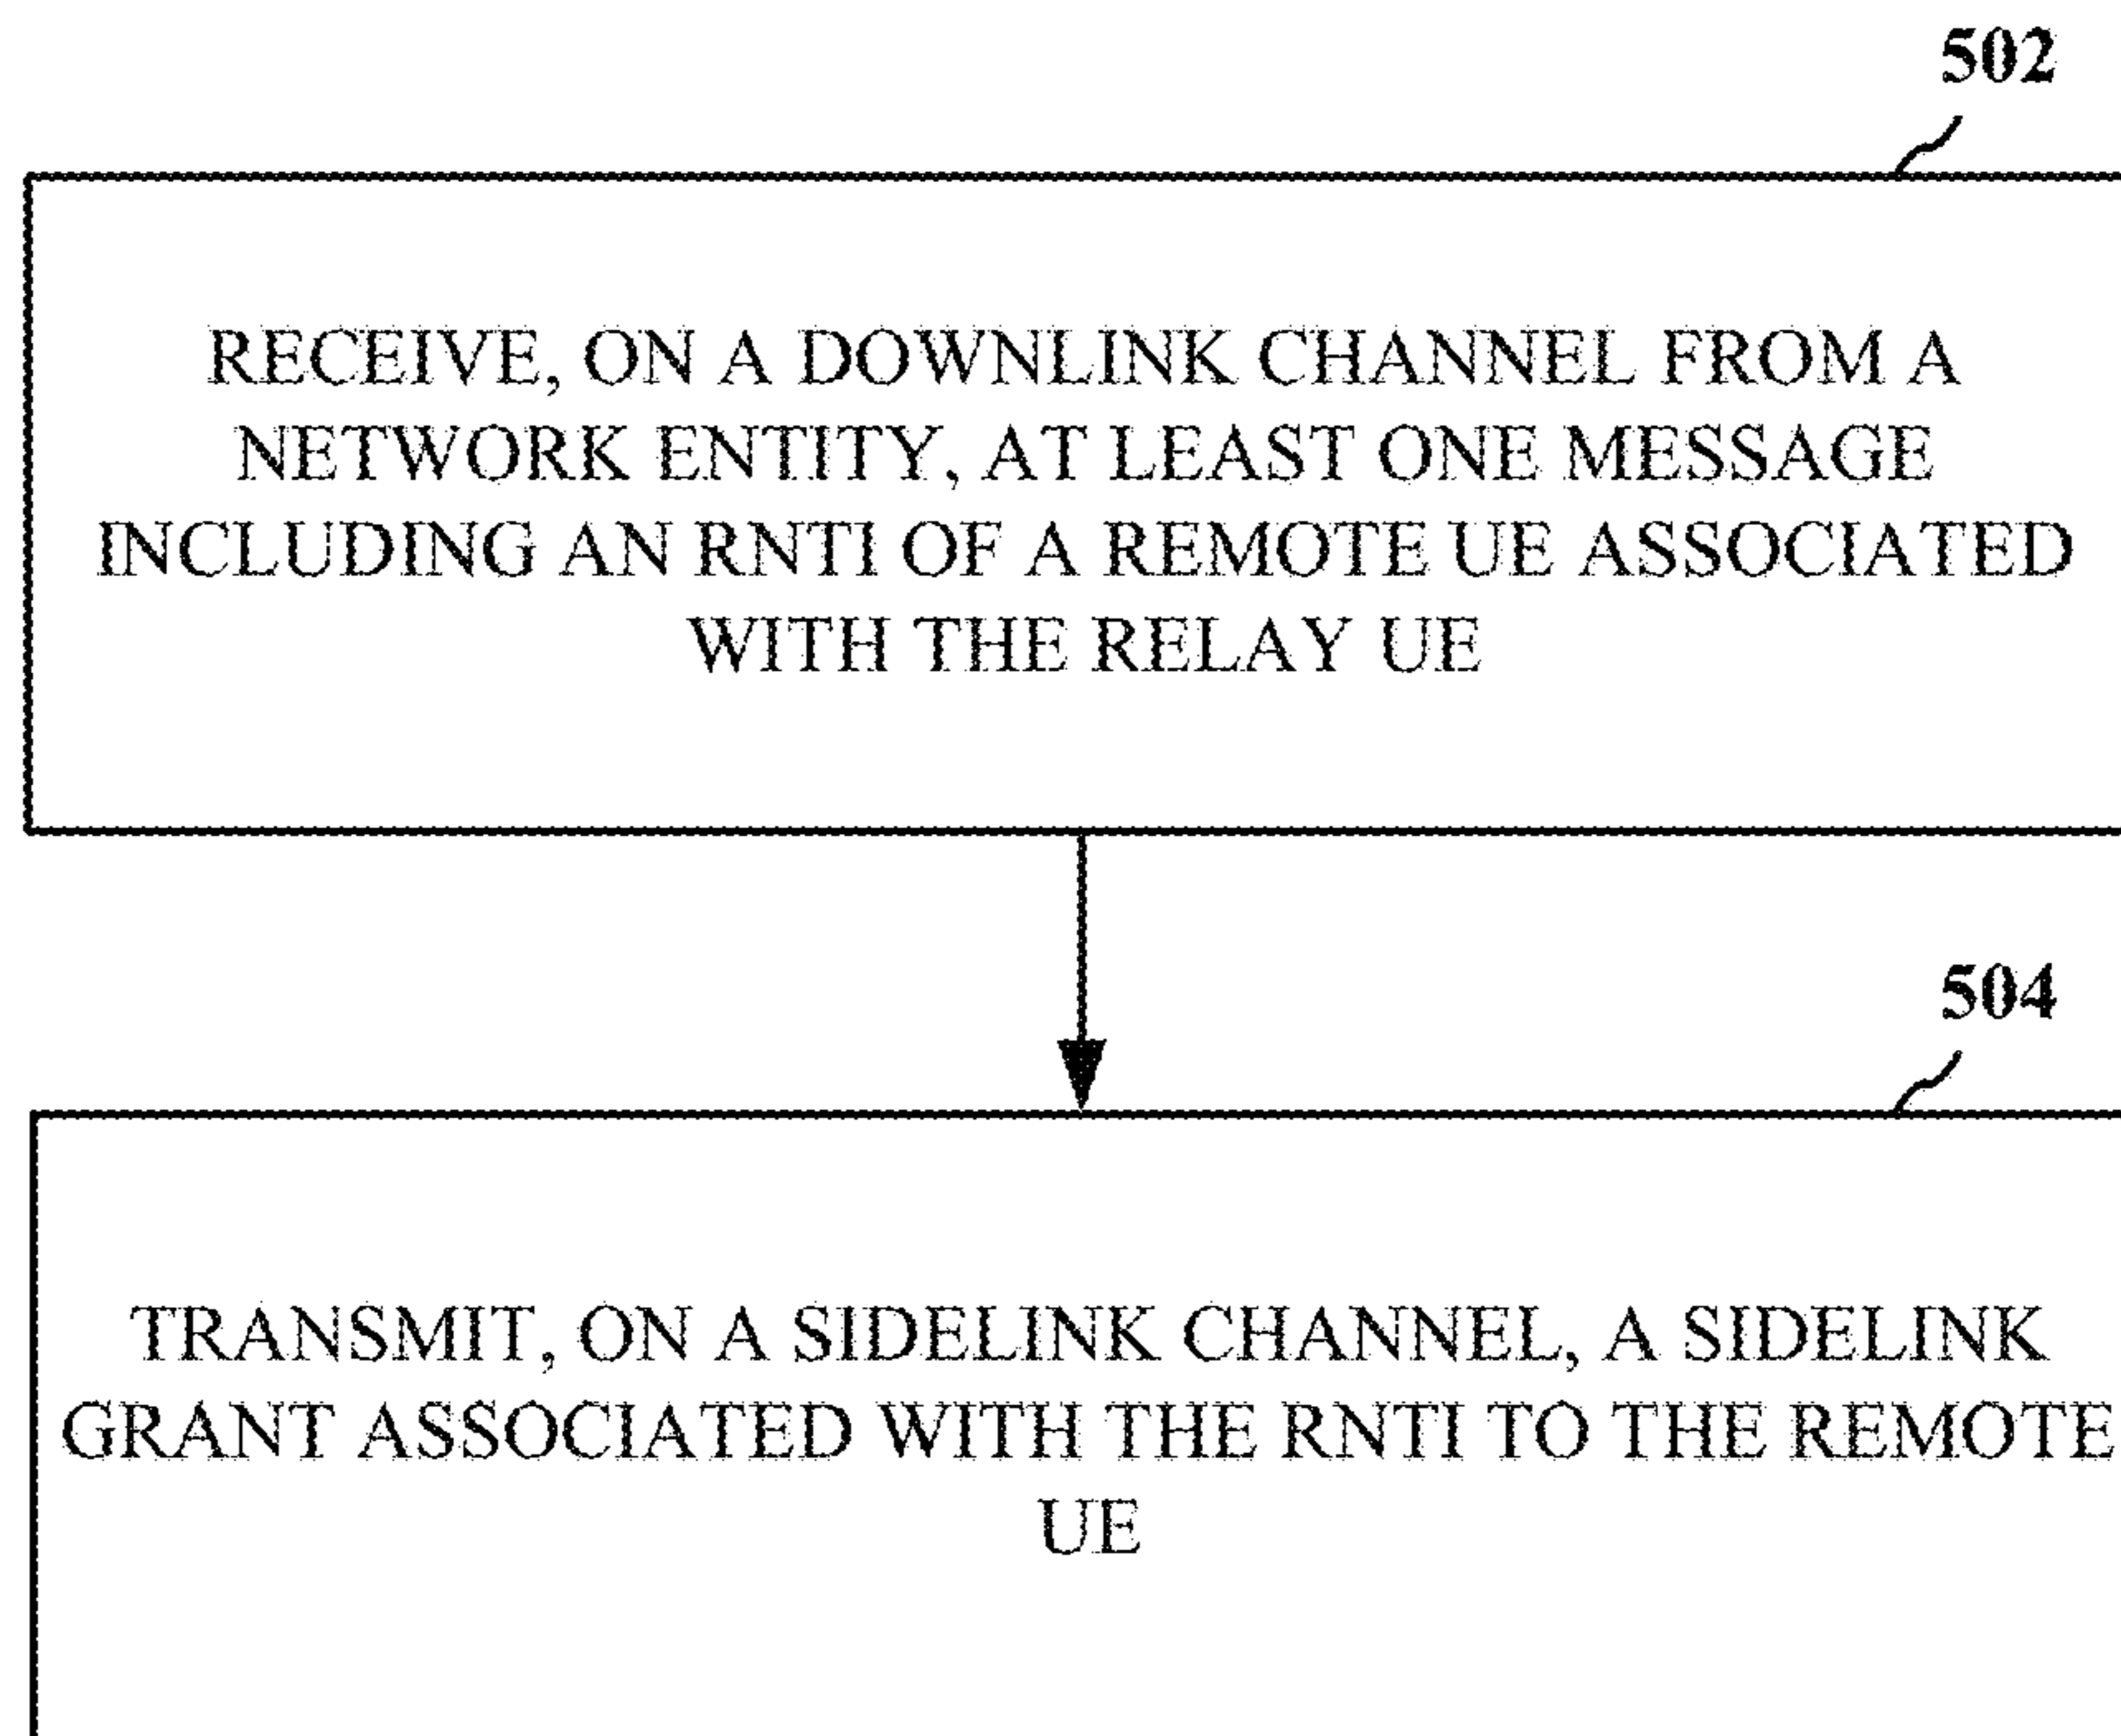 502
RECEIVE, ON A DOWNLINK CHANNEL FROM A
NETWORK ENTITY, AT LEAST ONE MESSAGE
INCLUDING AN RNTI OF A REMOTE UE ASSOCIATED
WITH THE RELAY UE
504
TRANSMIT, ON A SIDELINK CHANNEL, A SIDELINK
GRANT ASSOCIATED WITH THE RNTI TO THE REMOTE
UE